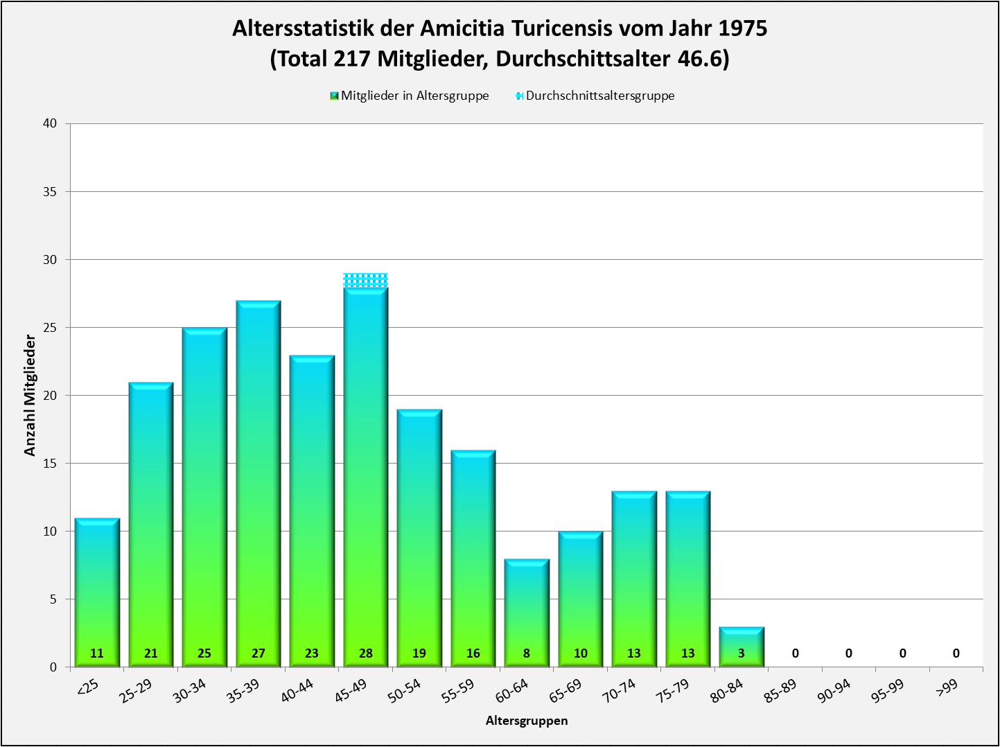 Altersstatistik der Amicitia Turicensis vom Jahr 1975
(Total 217 Mitglieder, Durchschittsalter 46.6)
Mitglieder in Altersgruppe Durchschnittsaltersgruppe
40
35
30
25
20
15
10
5
0
Anzahl Mitglieder
11 21 25 27 23 28 19 16 8 10 13 13 3 0 0 0 0
<25 25-29 30-34 35-39 40-44 45-49 50-54 55-59 60-64 65-69 70-74 75-79 80-84 85-89 90-94 95-99 >99
Altersgruppen